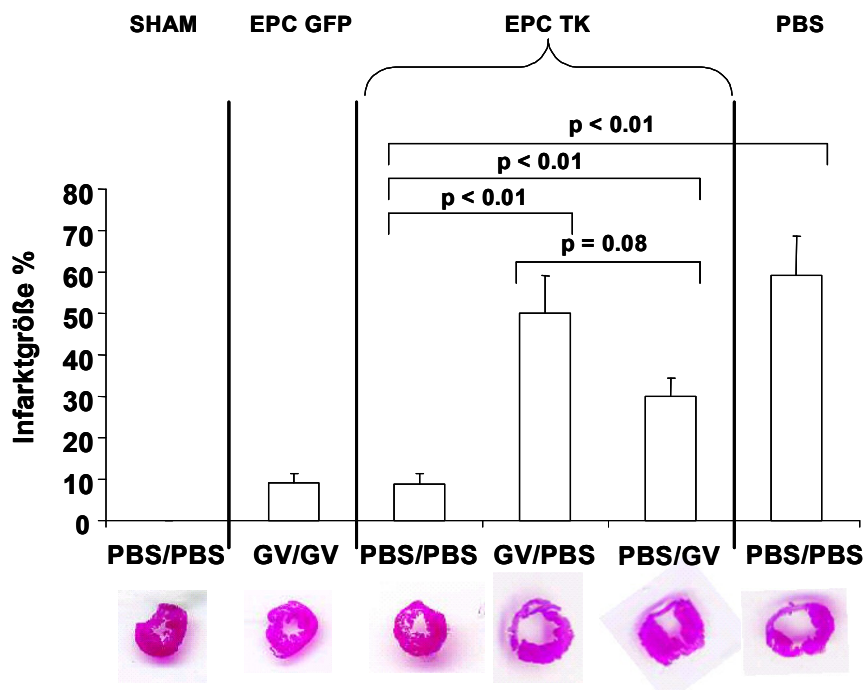 SHAM EPC GFP EPC TK PBS
p < 0.01
p < 0.01
p < 0.01
p = 0.08
Infarktgröße %
80
70
60
50
40
30
20
10
0
PBS/PBS GV/GV PBS/PBS GV/PBS PBS/GV PBS/PBS